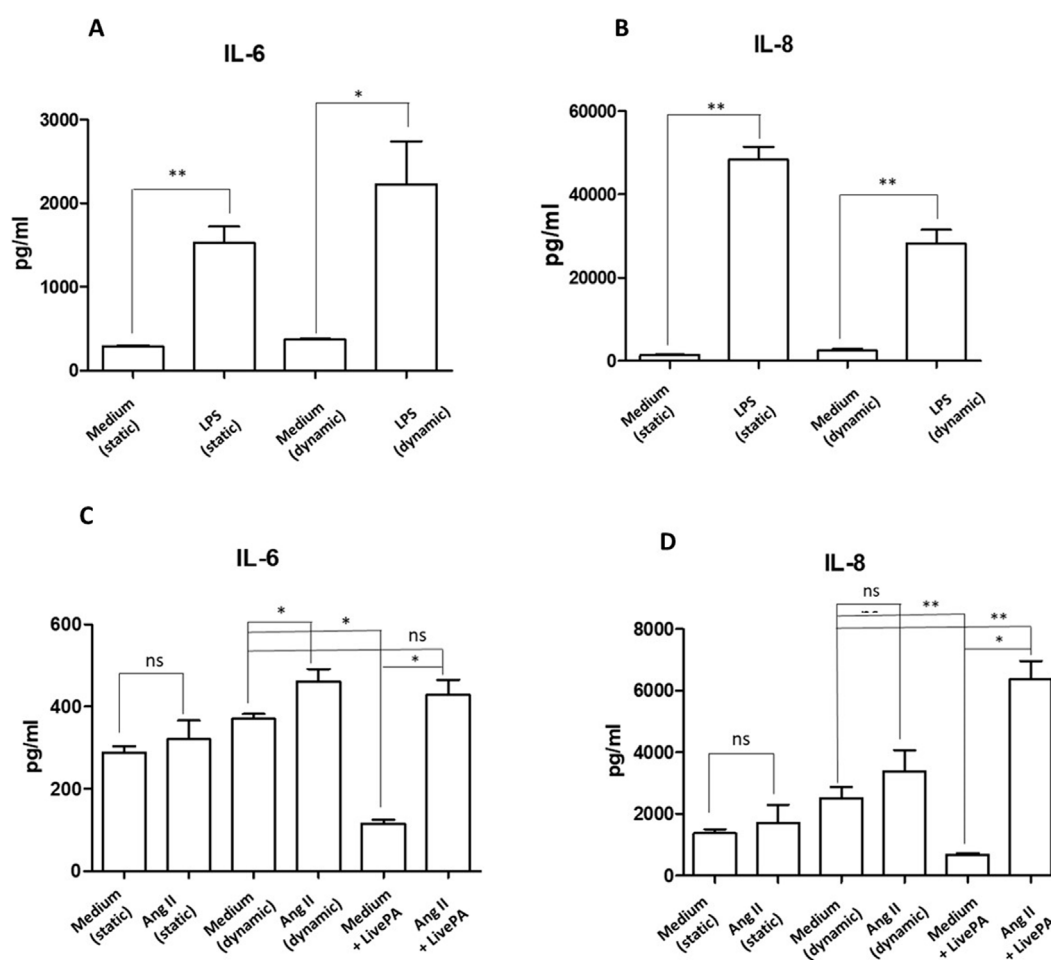 A
IL-6
**
*
3000
2000
1000
0
pg/ml
Medium
(static)
LPS
(static)
Medium
(dynamic)
LPS
(dynamic)
B
IL-8
**
**
60000
40000
20000
0
pg/ml
Medium
(static)
LPS
(static)
Medium
(dynamic)
LPS
(dynamic)
C
IL-6
ns
*
*
ns
*
600
400
200
0
pg/ml
Medium
(static)
Ang II
(static)
Medium
(dynamic)
Ang II
(dynamic)
Medium
+ LivePA
Ang II
+ LivePA
D
IL-8
ns
ns
**
**
*
8000
6000
4000
2000
0
pg/ml
Medium
(static)
Ang II
(static)
Medium
(dynamic)
Ang II
(dynamic)
Medium
+ LivePA
Ang II
+ LivePA